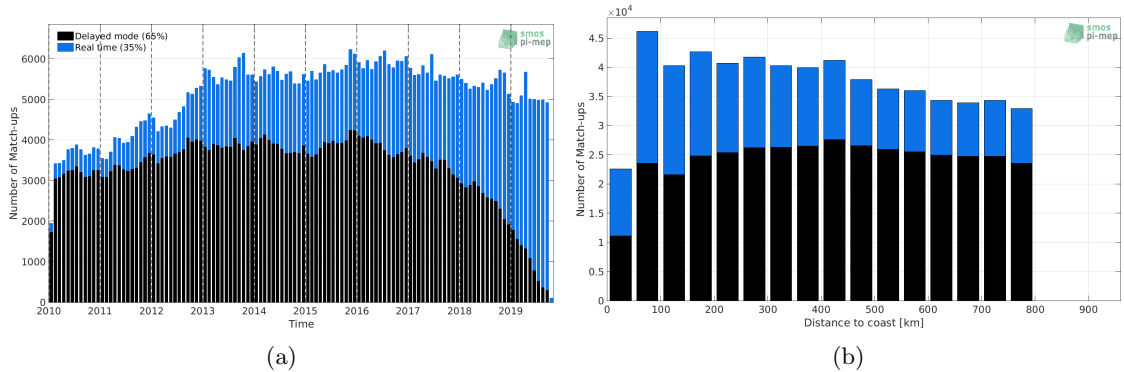 Delayed mode (65%)
Real time (35%)
smos
pi-mep
Number of Match-ups
6000
5000
4000
3000
2000
1000
0
2010 2011 2012 2013 2014 2015 2016 2017 2018 2019
Time
(a)
×10⁴
smos
pi-mep
Number of Match-ups
4.5
4
3.5
3
2.5
2
1.5
1
0.5
0
0 100 200 300 400 500 600 700 800 900
Distance to coast [km]
(b)